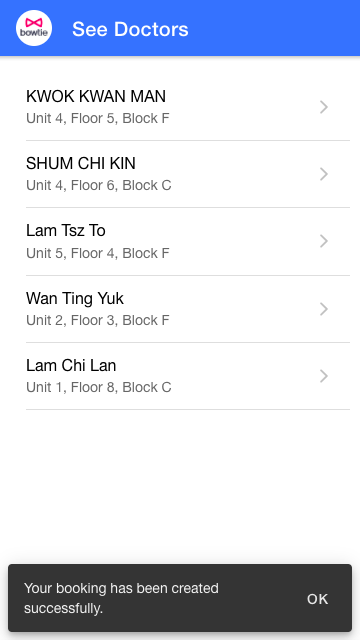 bowtie
See Doctors
KWOK KWAN MAN
Unit 4, Floor 5, Block F
SHUM CHI KIN
Unit 4, Floor 6, Block C
Lam Tsz To
Unit 5, Floor 4, Block F
Wan Ting Yuk
Unit 2, Floor 3, Block F
Lam Chi Lan
Unit 1, Floor 8, Block C
Your booking has been created
successfully.
OK